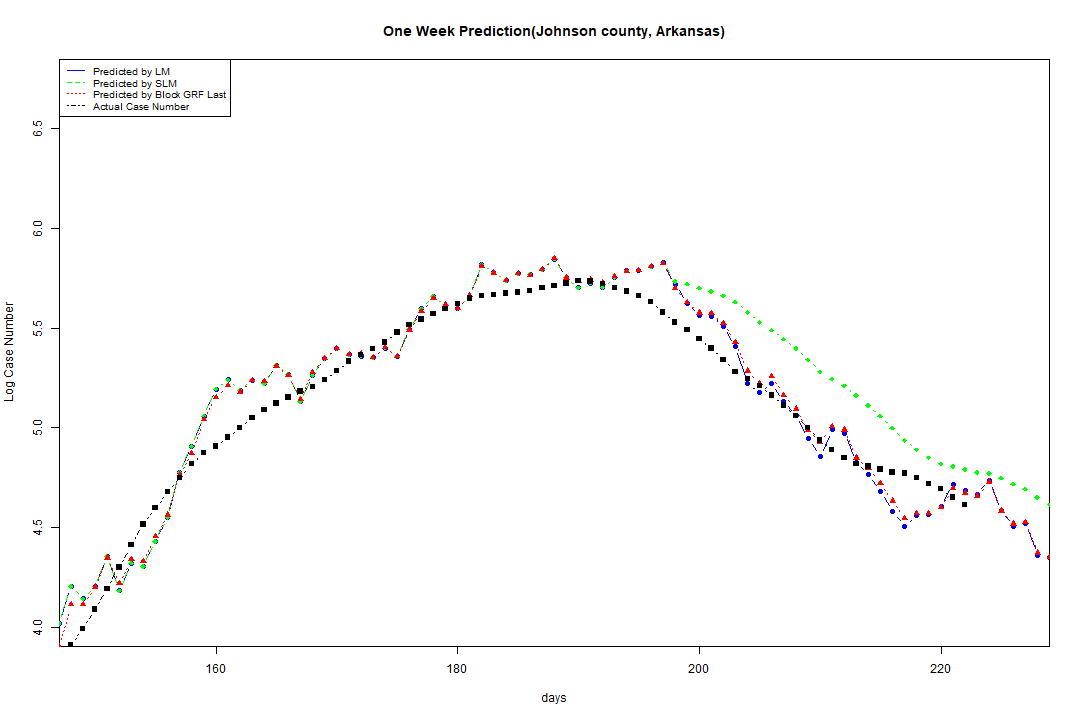 One Week Prediction(Johnson county, Arkansas)
Predicted by LM
Predicted by SLM
Predicted by Block GRF Last
Actual Case Number
6.5
6.0
5.5
5.0
4.5
4.0
Log Case Number
160 180 200 220
days